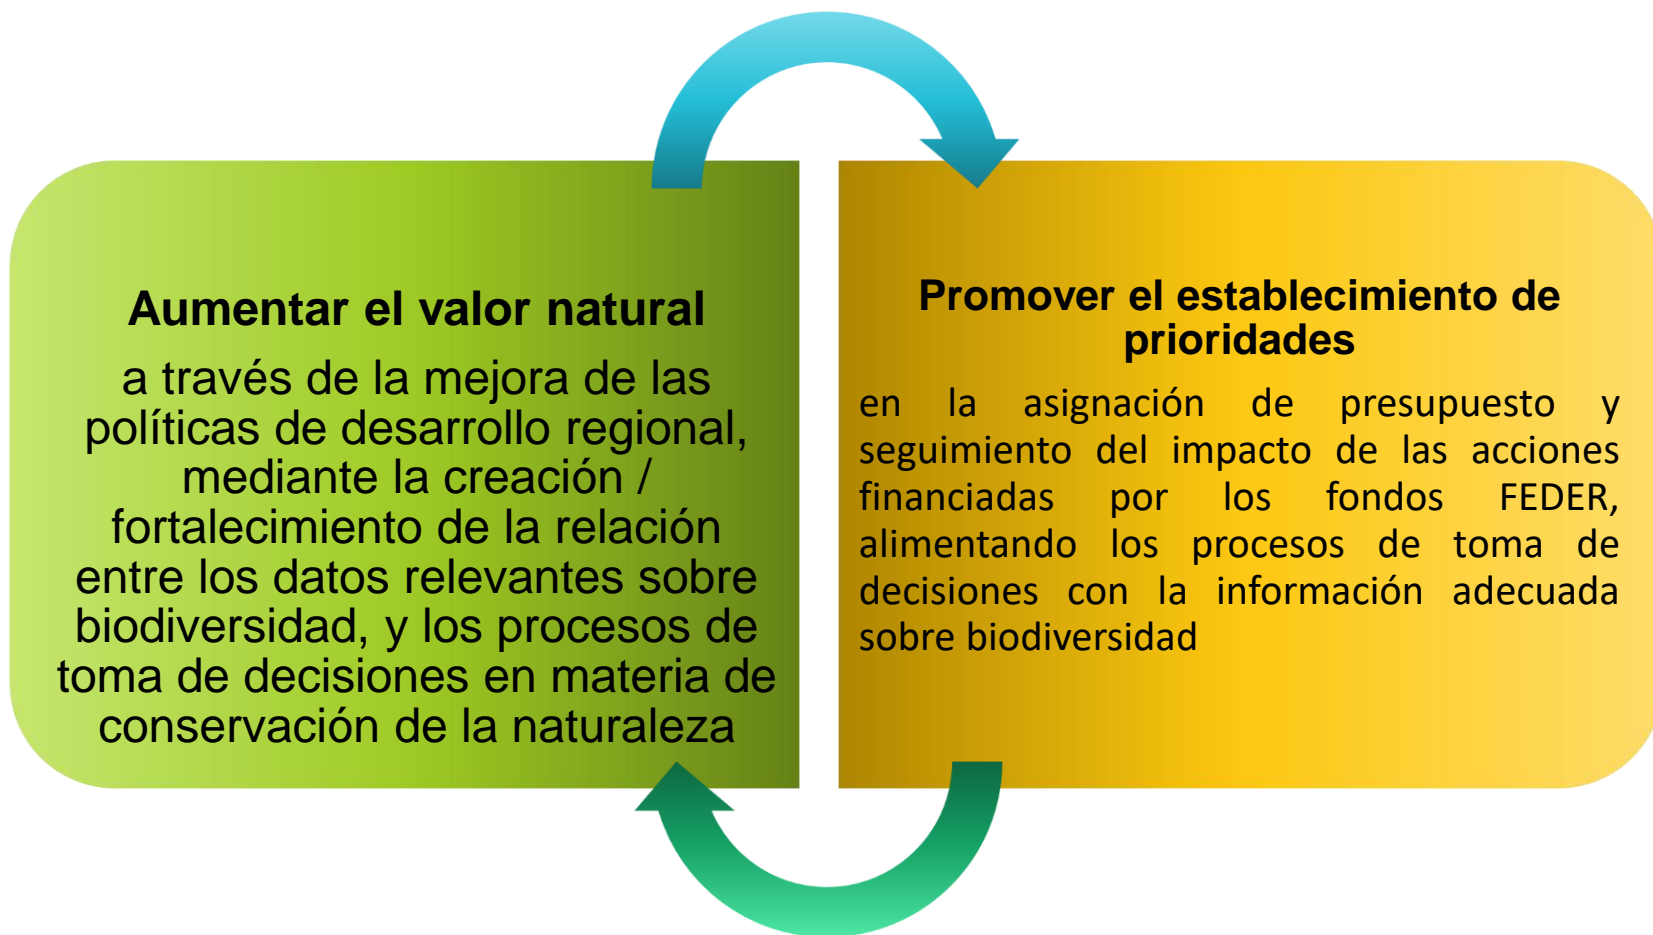 Aumentar el valor natural
a través de la mejora de las
políticas de desarrollo regional,
mediante la creación /
fortalecimiento de la relación
entre los datos relevantes sobre
biodiversidad, y los procesos de
toma de decisiones en materia de
conservación de la naturaleza
Promover el establecimiento de
prioridades
en la asignación de presupuesto y
seguimiento del impacto de las acciones
financiadas por los fondos FEDER,
alimentando los procesos de toma de
decisiones con la información adecuada
sobre biodiversidad